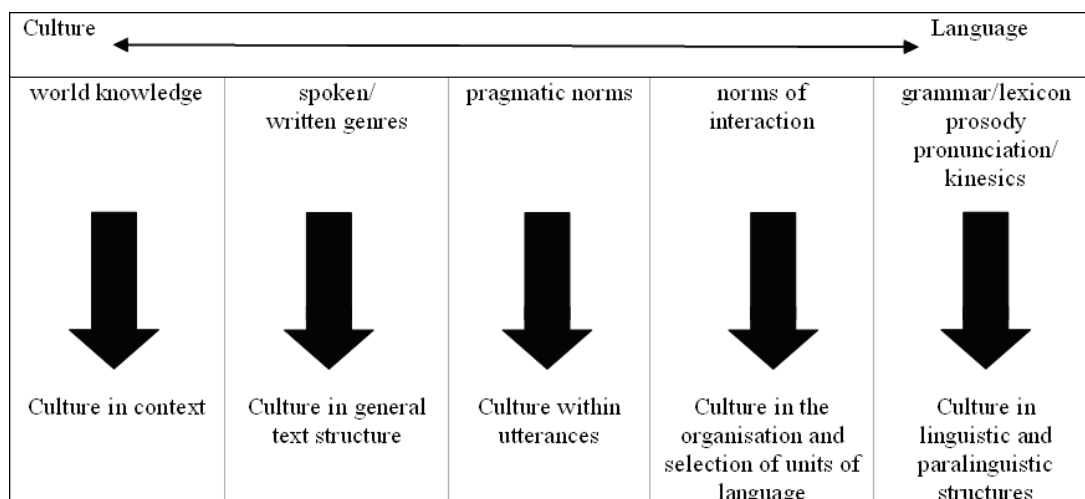 Culture
Language
world knowledge
spoken/
written genres
pragmatic norms
norms of
interaction
grammar/lexicon
prosody
pronunciation/
kinesics
Culture in context
Culture in general
text structure
Culture within
utterances
Culture in the
organisation and
selection of units of
language
Culture in
linguistic and
paralinguistic
structures